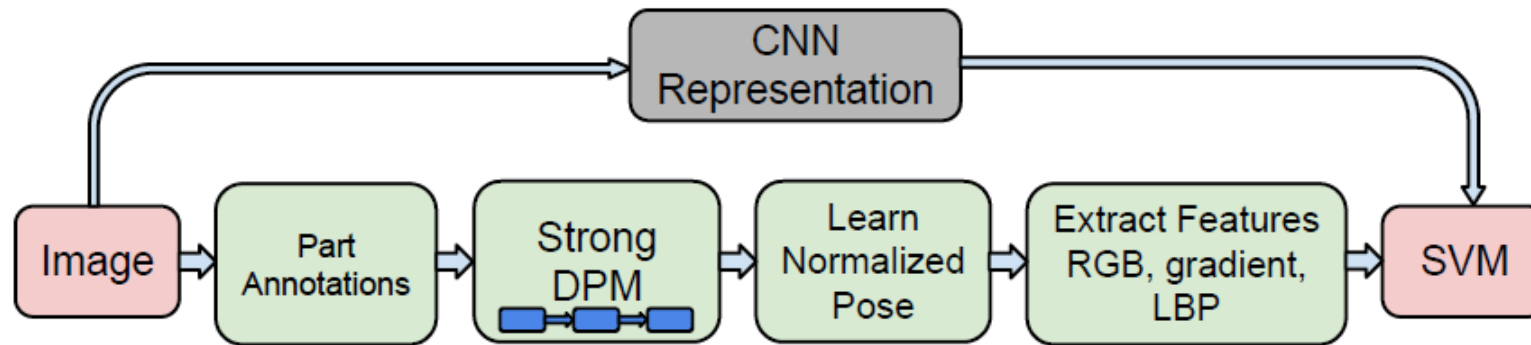 CNN
Representation
Image
Part
Annotations
Strong
DPM
Learn
Normalized
Pose
Extract Features
RGB, gradient,
LBP
SVM